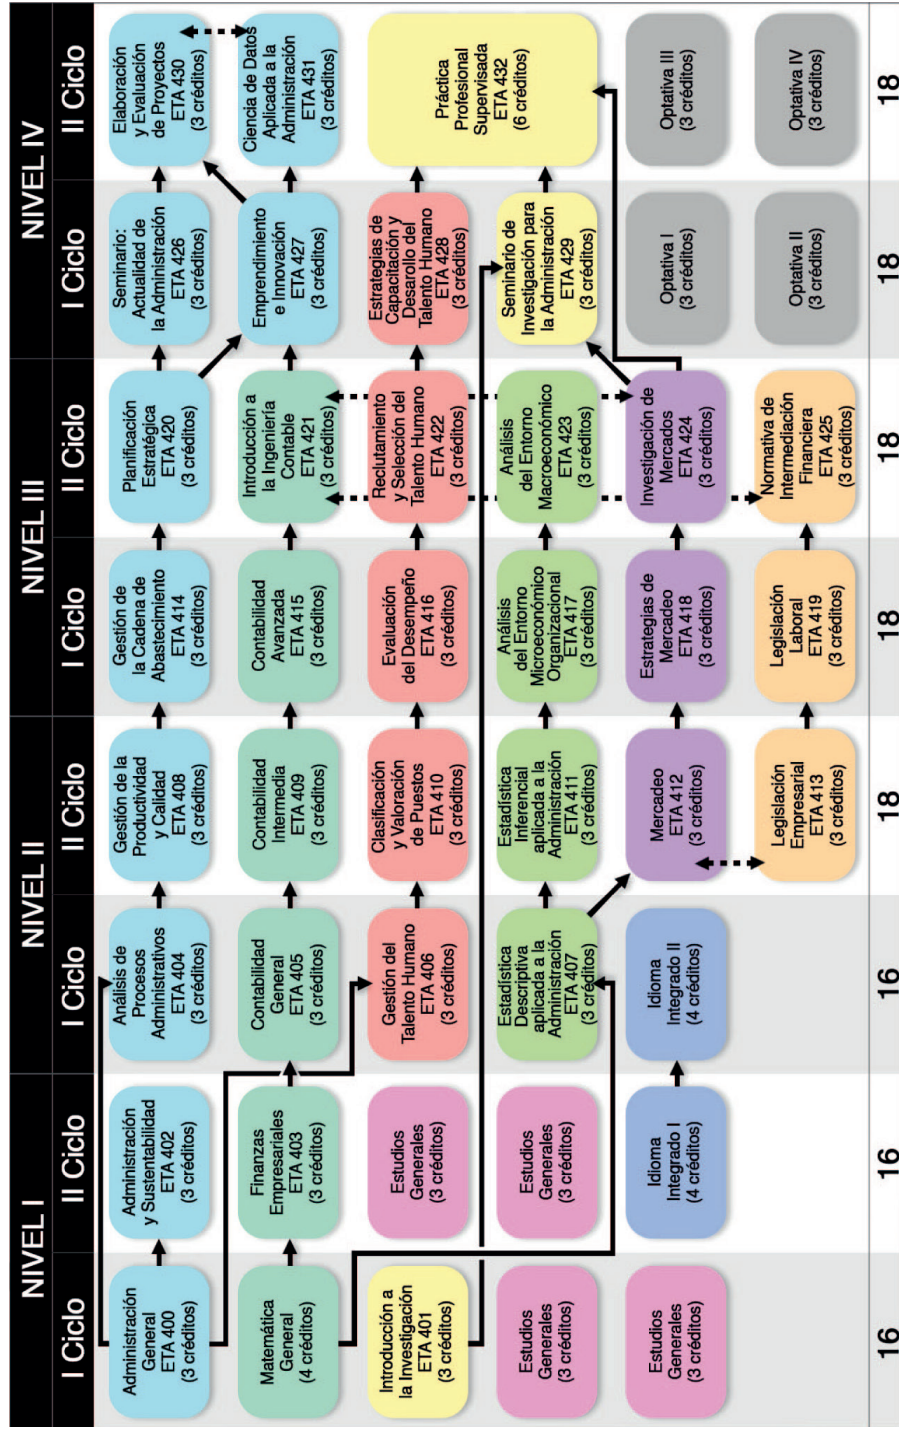 NIVEL I
NIVEL II
NIVEL III
NIVEL IV
I Ciclo
II Ciclo
I Ciclo
II Ciclo
I Ciclo
II Ciclo
I Ciclo
II Ciclo
Administración
General
ETA 400
(3 créditos)
Administración
y Sustentabilidad
ETA 402
(3 créditos)
Análisis de
Procesos
Administrativos
ETA 404
(3 créditos)
Gestión de la
Productividad
y Calidad
ETA 408
(3 créditos)
Gestión de
la Cadena de
Abastecimiento
ETA 414
(3 créditos)
Planificación
Estratégica
ETA 420
(3 créditos)
Seminario:
Actualidad de
la Administración
ETA 426
(3 créditos)
Elaboración
y Evaluación
de Proyectos
ETA 430
(3 créditos)
Matemática
General
(4 créditos)
Finanzas
Empresariales
ETA 403
(3 créditos)
Contabilidad
General
ETA 405
(3 créditos)
Contabilidad
Intermedia
ETA 409
(3 créditos)
Contabilidad
Avanzada
ETA 415
(3 créditos)
Introducción a
la Ingeniería
Contable
ETA 421
(3 créditos)
Emprendimiento
e Innovación
ETA 427
(3 créditos)
Ciencia de Datos
Aplicada a la
Administración
ETA 431
(3 créditos)
Introducción a
la Investigación
ETA 401
(3 créditos)
Estudios
Generales
(3 créditos)
Gestión del
Talento Humano
ETA 406
(3 créditos)
Clasificación
y Valoración
de Puestos
ETA 410
(3 créditos)
Evaluación
del Desempeño
ETA 416
(3 créditos)
Reclutamiento
y Selección del
Talento Humano
ETA 422
(3 créditos)
Estrategias de
Capacitación y
Desarrollo del
Talento Humano
ETA 428
(3 créditos)
Práctica
Profesional
Supervisada
ETA 432
(6 créditos)
Estudios
Generales
(3 créditos)
Estudios
Generales
(3 créditos)
Estadística
Descriptiva
aplicada a la
Administración
ETA 407
(3 créditos)
Estadística
Inferencial
aplicada a la
Administración
ETA 411
(3 créditos)
Análisis
del Entorno
Microeconómico
Organizacional
ETA 417
(3 créditos)
Análisis
del Entorno
Macroeconómico
ETA 423
(3 créditos)
Seminario de
Investigación para
la Administración
ETA 429
(3 créditos)
Estudios
Generales
(3 créditos)
Idioma
Integrado I
(4 créditos)
Idioma
Integrado II
(4 créditos)
Mercadeo
ETA 412
(3 créditos)
Estrategias de
Mercadeo
ETA 418
(3 créditos)
Investigación de
Mercados
ETA 424
(3 créditos)
Optativa I
(3 créditos)
Optativa III
(3 créditos)
Legislación
Empresarial
ETA 413
(3 créditos)
Legislación
Laboral
ETA 419
(3 créditos)
Normativa de
Intermediación
Financiera
ETA 425
(3 créditos)
Optativa II
(3 créditos)
Optativa IV
(3 créditos)
16
16
16
18
18
18
18
18